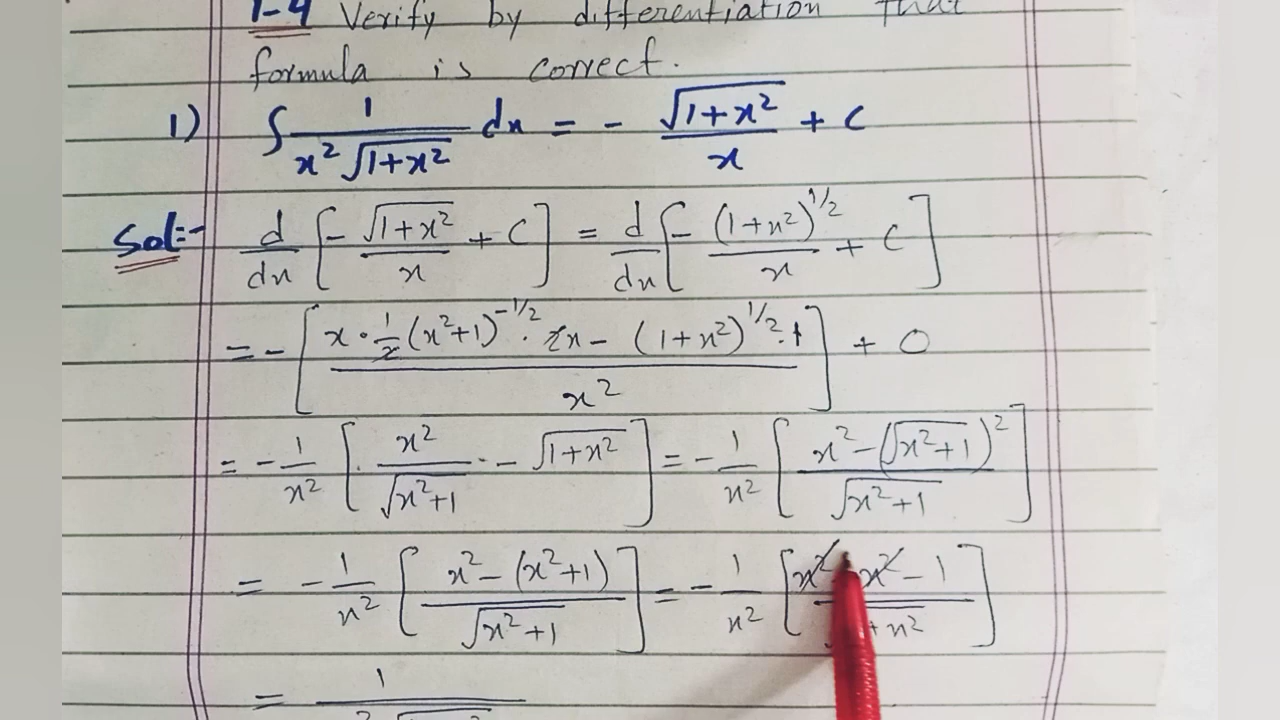 1-4 Verify by differentiation that
formula is correct.
1) ∫ 1/(x² √(1+x²)) dx = - √(1+x²)/x + C
Sol:- d/dx [- √(1+x²)/x + C] = d/dx [- (1+x²)^(1/2)/x + C]
= - [(x · 1/2 (x²+1)^(-1/2) · 2x - (1+x²)^(1/2) · 1)/x²] + 0
= - 1/x² [x²/√(x²+1) - √(1+x²)] = - 1/x² [(x² - (√(x²+1))²)/√(x²+1)]
= - 1/x² [(x² - (x²+1))/√(x²+1)] = - 1/x² [(x² x² - 1)/ + x²]
= 1/